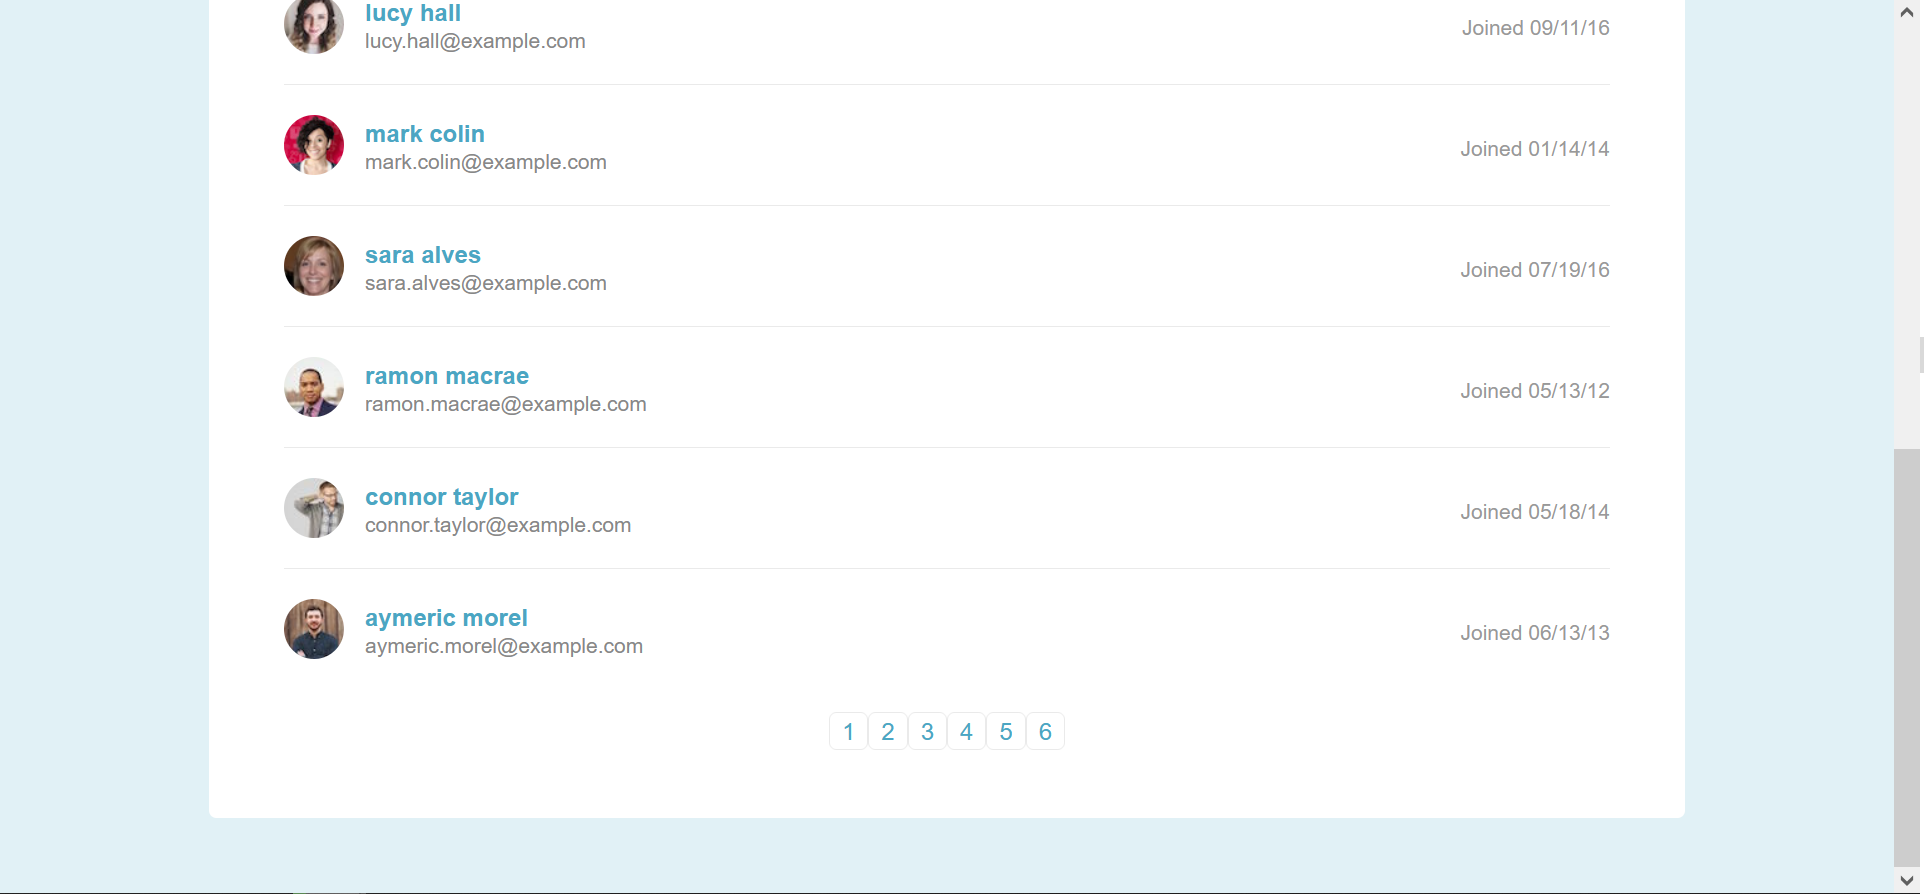 lucy hall
lucy.hall@example.com
Joined 09/11/16
mark colin
mark.colin@example.com
Joined 01/14/14
sara alves
sara.alves@example.com
Joined 07/19/16
ramon macrae
ramon.macrae@example.com
Joined 05/13/12
connor taylor
connor.taylor@example.com
Joined 05/18/14
aymeric morel
aymeric.morel@example.com
Joined 06/13/13
1 2 3 4 5 6